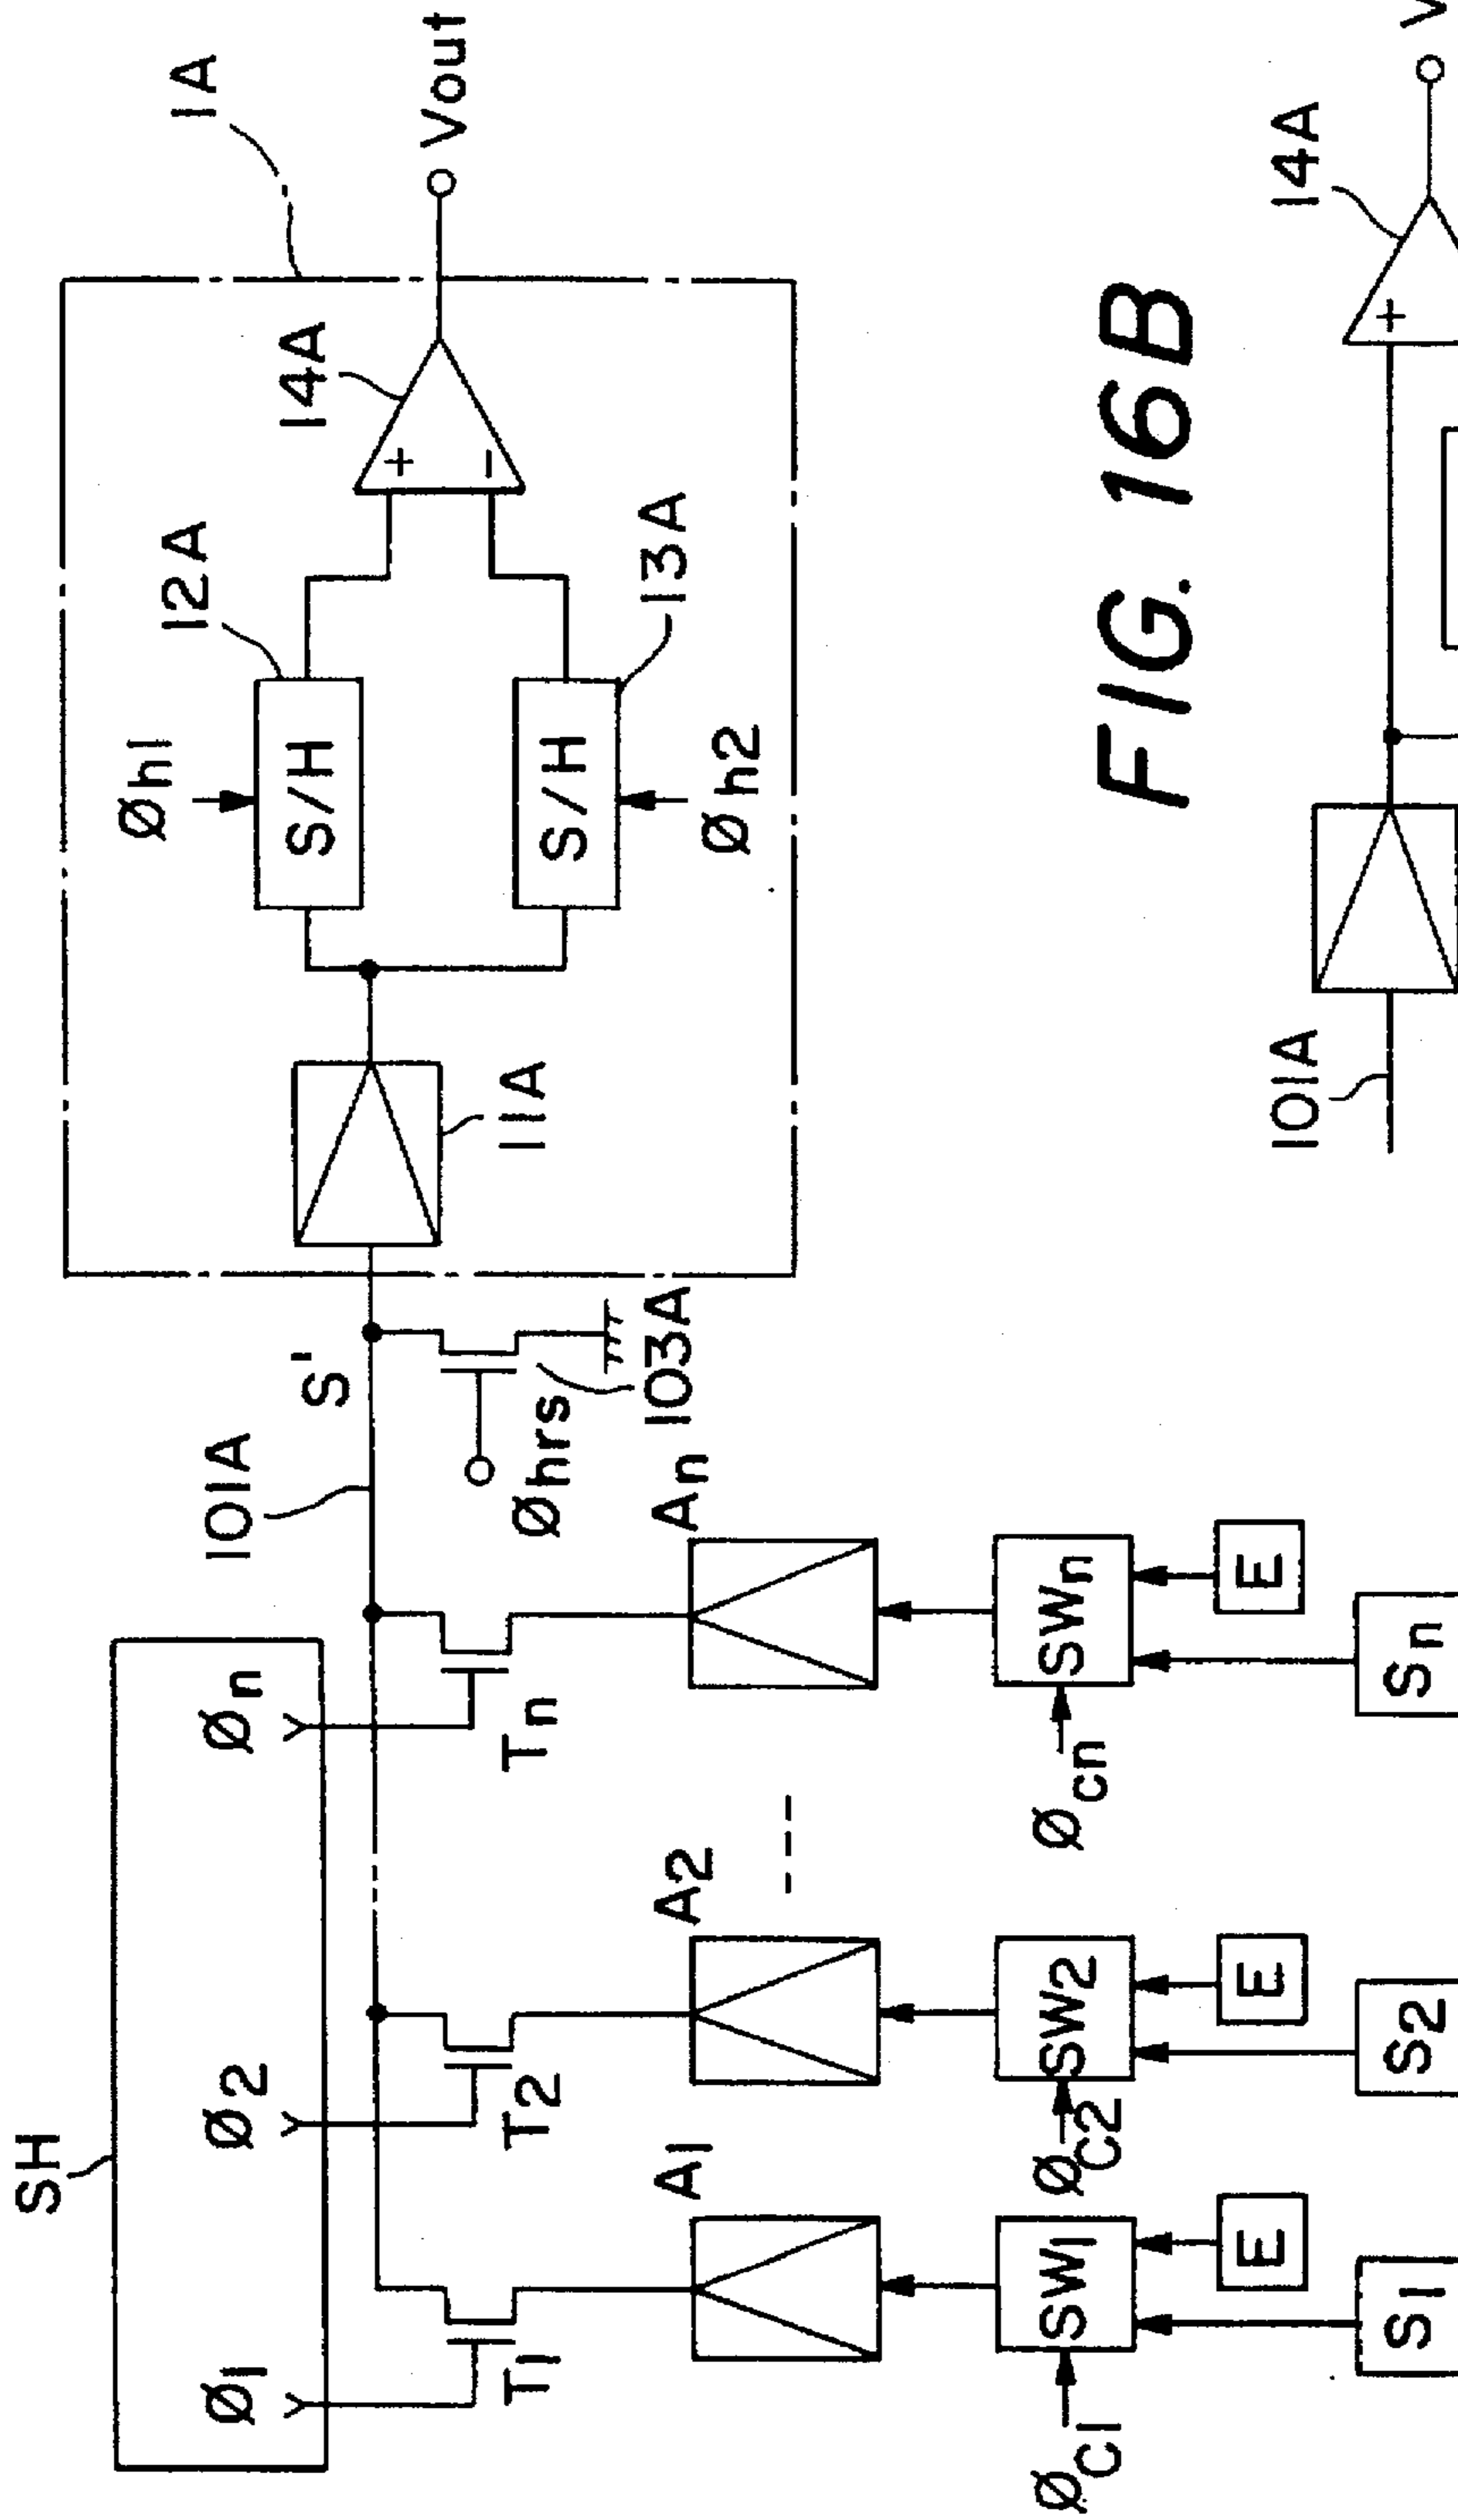 SH
Ø1
Ø2
Øn
T1
T2
Tn
101A
S'
Øhrs
103A
A1
A2
An
ØC1
SW1
ØC2
SW2
Øcn
SWn
E
E
E
S1
S2
Sn
1A
11A
Øh1
S/H
12A
S/H
Øh2
13A
+
−
14A
Vout
FIG. 16B
101A
+
14A